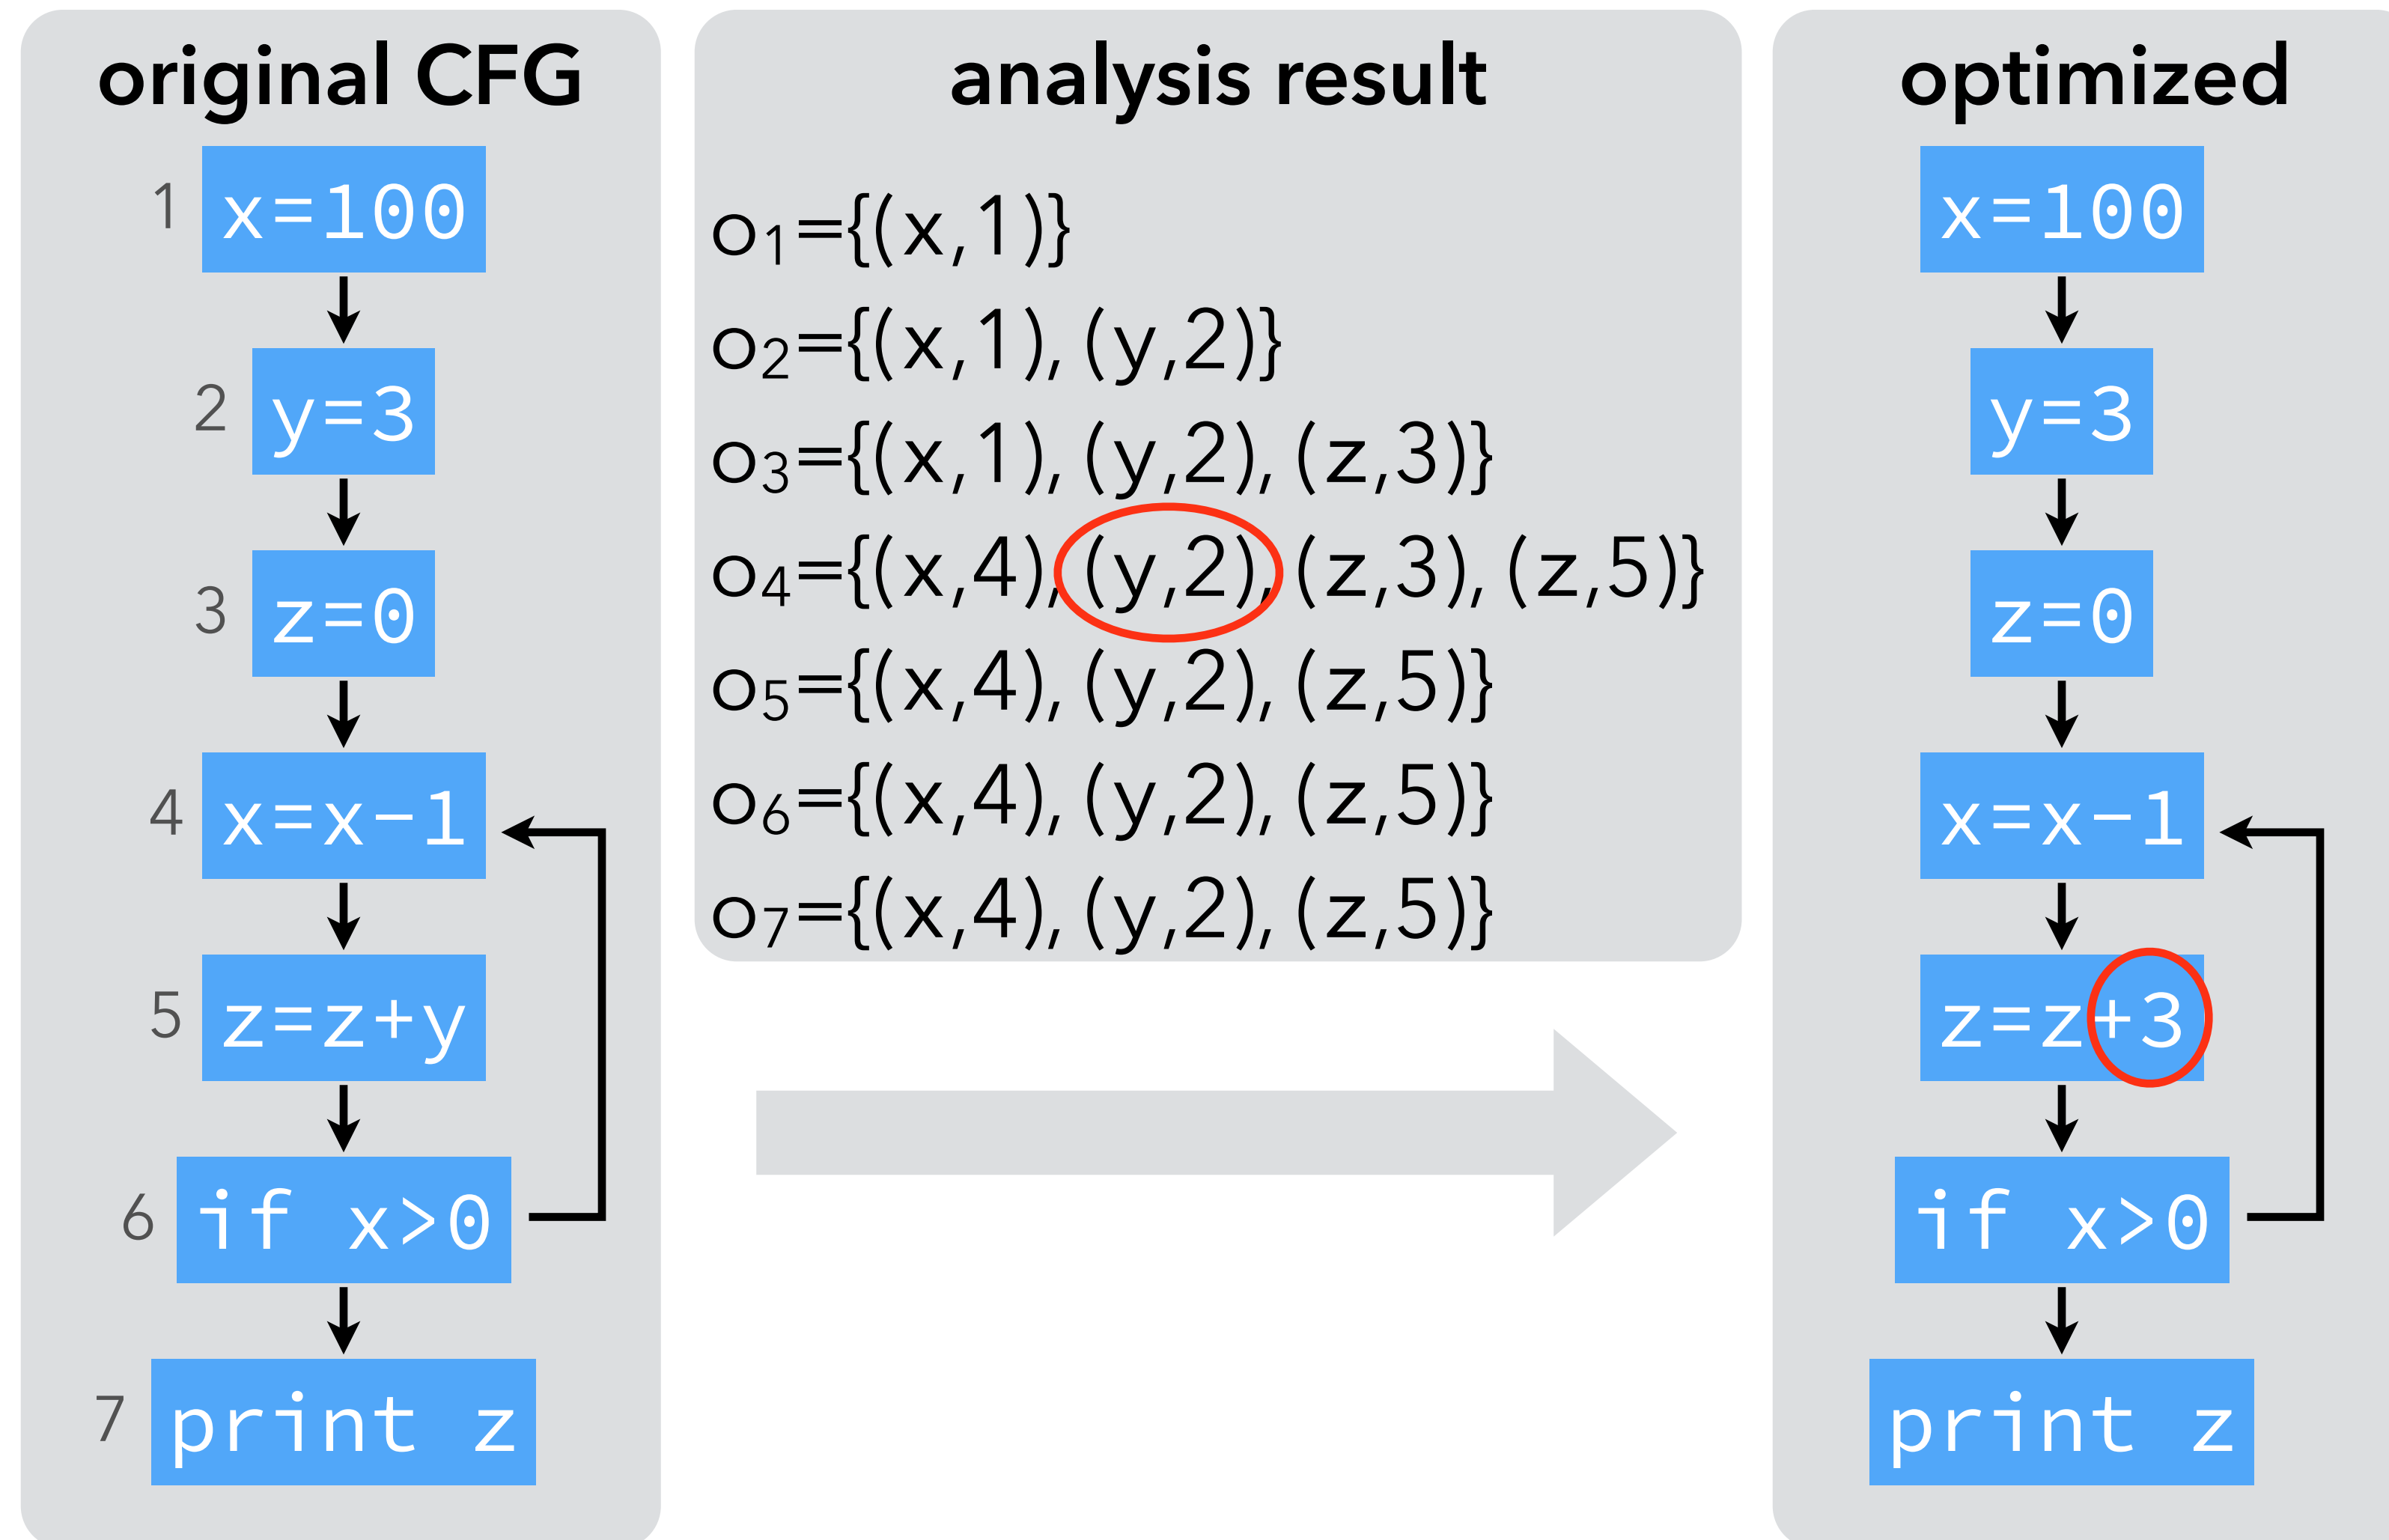 original CFG
1 x=100
2 y=3
3 z=0
4 x=x-1
5 z=z+y
6 if x>0
7 print z
analysis result
o₁={(x,1)}
o₂={(x,1), (y,2)}
o₃={(x,1), (y,2), (z,3)}
o₄={(x,4), (y,2), (z,3), (z,5)}
o₅={(x,4), (y,2), (z,5)}
o₆={(x,4), (y,2), (z,5)}
o₇={(x,4), (y,2), (z,5)}
optimized
x=100
y=3
z=0
x=x-1
z=z+3
if x>0
print z